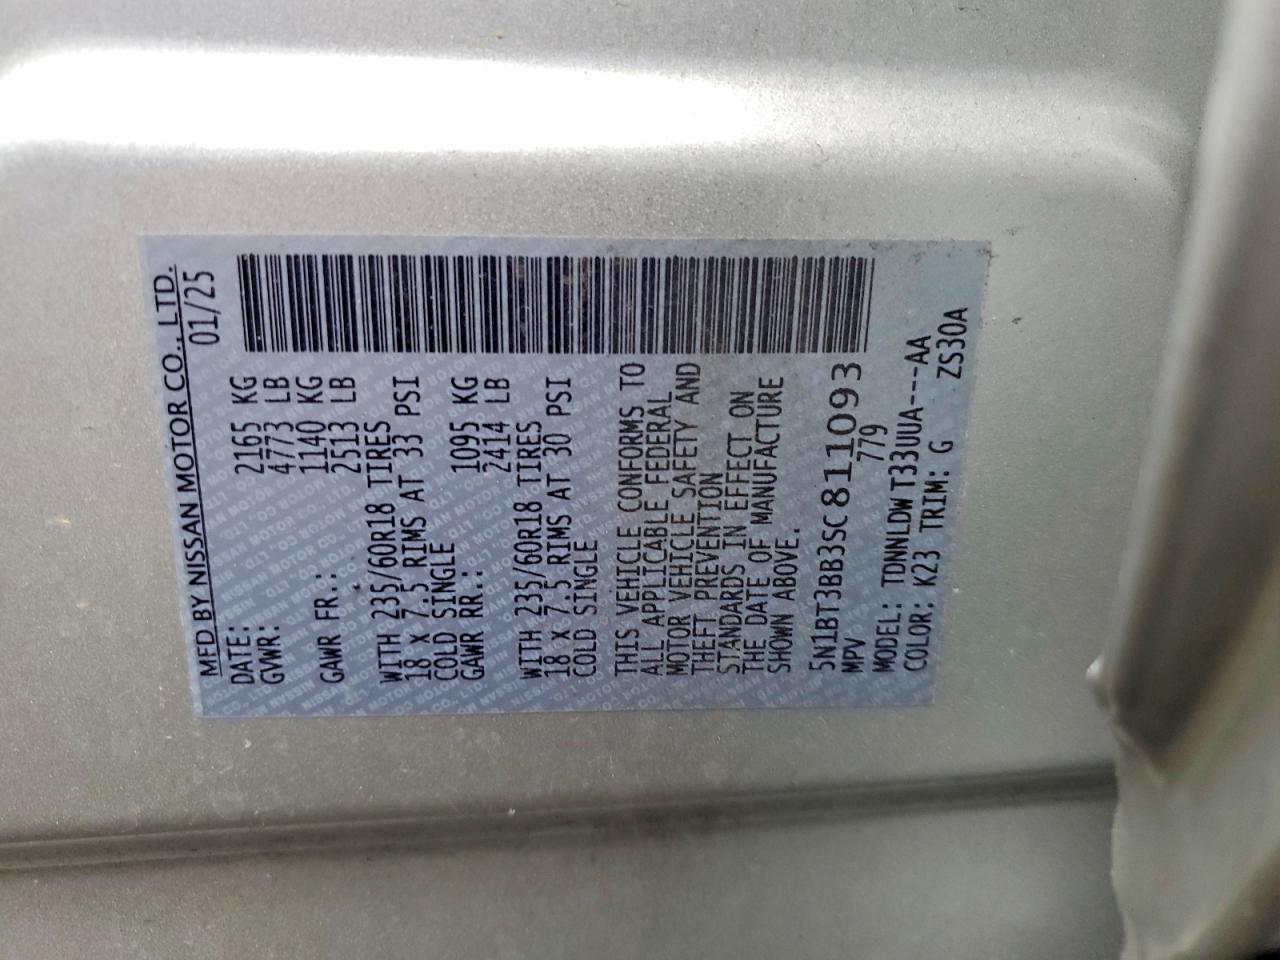 MFD BY NISSAN MOTOR CO., LTD.
DATE: 01/25
GVWR: 2165 KG
4773 LB
GAWR FR.: 1140 KG
2513 LB
WITH 235/60R18 TIRES
18 X 7.5 RIMS AT 33 PSI
COLD SINGLE
GAWR RR.: 1095 KG
2414 LB
WITH 235/60R18 TIRES
18 X 7.5 RIMS AT 30 PSI
COLD SINGLE
THIS VEHICLE CONFORMS TO
ALL APPLICABLE FEDERAL
MOTOR VEHICLE SAFETY AND
THEFT PREVENTION
STANDARDS IN EFFECT ON
THE DATE OF MANUFACTURE
SHOWN ABOVE.
5N1BT3BB3SC811093
MPV 779
MODEL: TDNNLDWT33UUA---AA
COLOR: K23 TRIM: G ZS30A